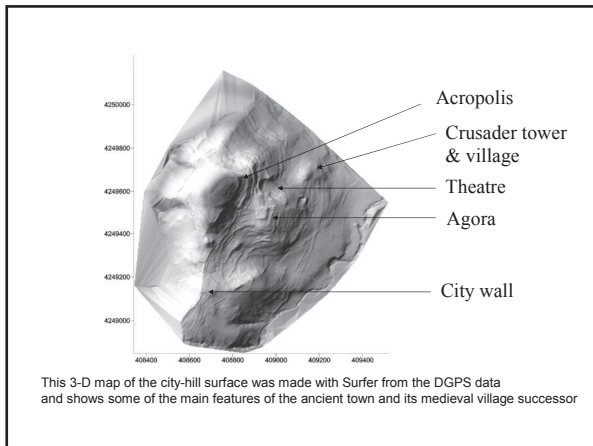 Acropolis
4250000
Crusader tower
& village
4249800
Theatre
4249600
Agora
4249400
4249200
City wall
4249000
408400 408600 408800 409000 409200 409400
This 3-D map of the city-hill surface was made with Surfer from the DGPS data
and shows some of the main features of the ancient town and its medieval village successor